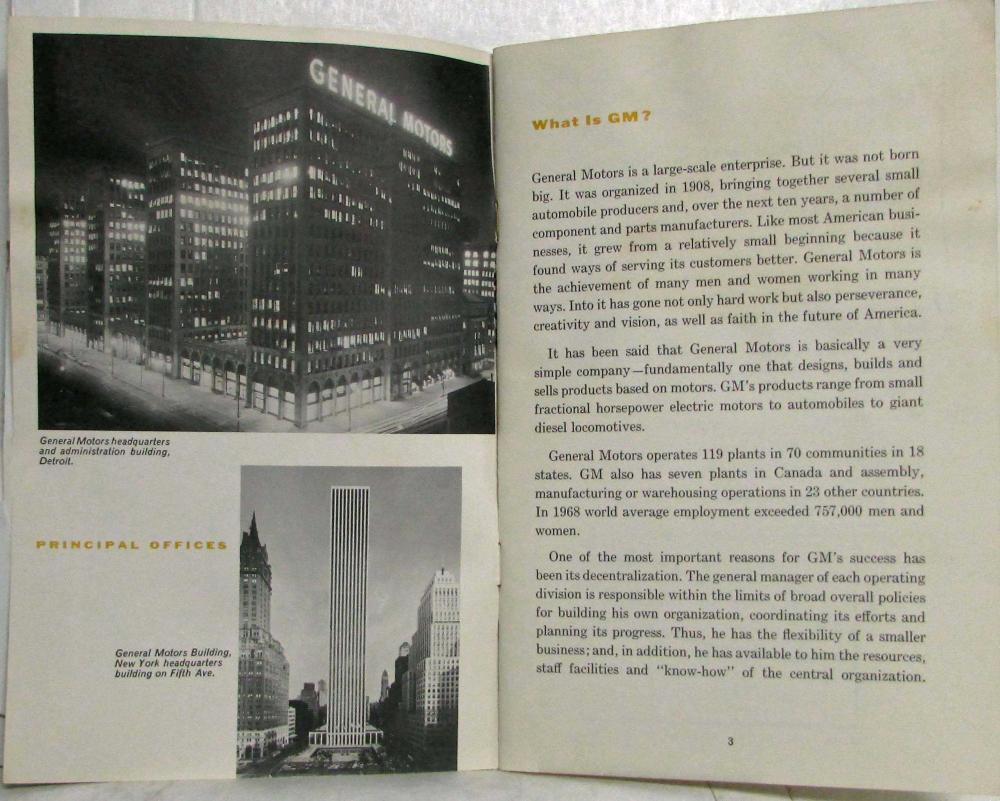 GENERAL MOTORS
General Motors headquarters
and administration building,
Detroit.
PRINCIPAL OFFICES
General Motors Building,
New York headquarters
building on Fifth Ave.
What Is GM?
General Motors is a large-scale enterprise. But it was not born
big. It was organized in 1908, bringing together several small
automobile producers and, over the next ten years, a number of
component and parts manufacturers. Like most American busi-
nesses, it grew from a relatively small beginning because it
found ways of serving its customers better. General Motors is
the achievement of many men and women working in many
ways. Into it has gone not only hard work but also perseverance,
creativity and vision, as well as faith in the future of America.
It has been said that General Motors is basically a very
simple company—fundamentally one that designs, builds and
sells products based on motors. GM's products range from small
fractional horsepower electric motors to automobiles to giant
diesel locomotives.
General Motors operates 119 plants in 70 communities in 18
states. GM also has seven plants in Canada and assembly,
manufacturing or warehousing operations in 23 other countries.
In 1968 world average employment exceeded 757,000 men and
women.
One of the most important reasons for GM's success has
been its decentralization. The general manager of each operating
division is responsible within the limits of broad overall policies
for building his own organization, coordinating its efforts and
planning its progress. Thus, he has the flexibility of a smaller
business; and, in addition, he has available to him the resources,
staff facilities and "know-how" of the central organization.
3